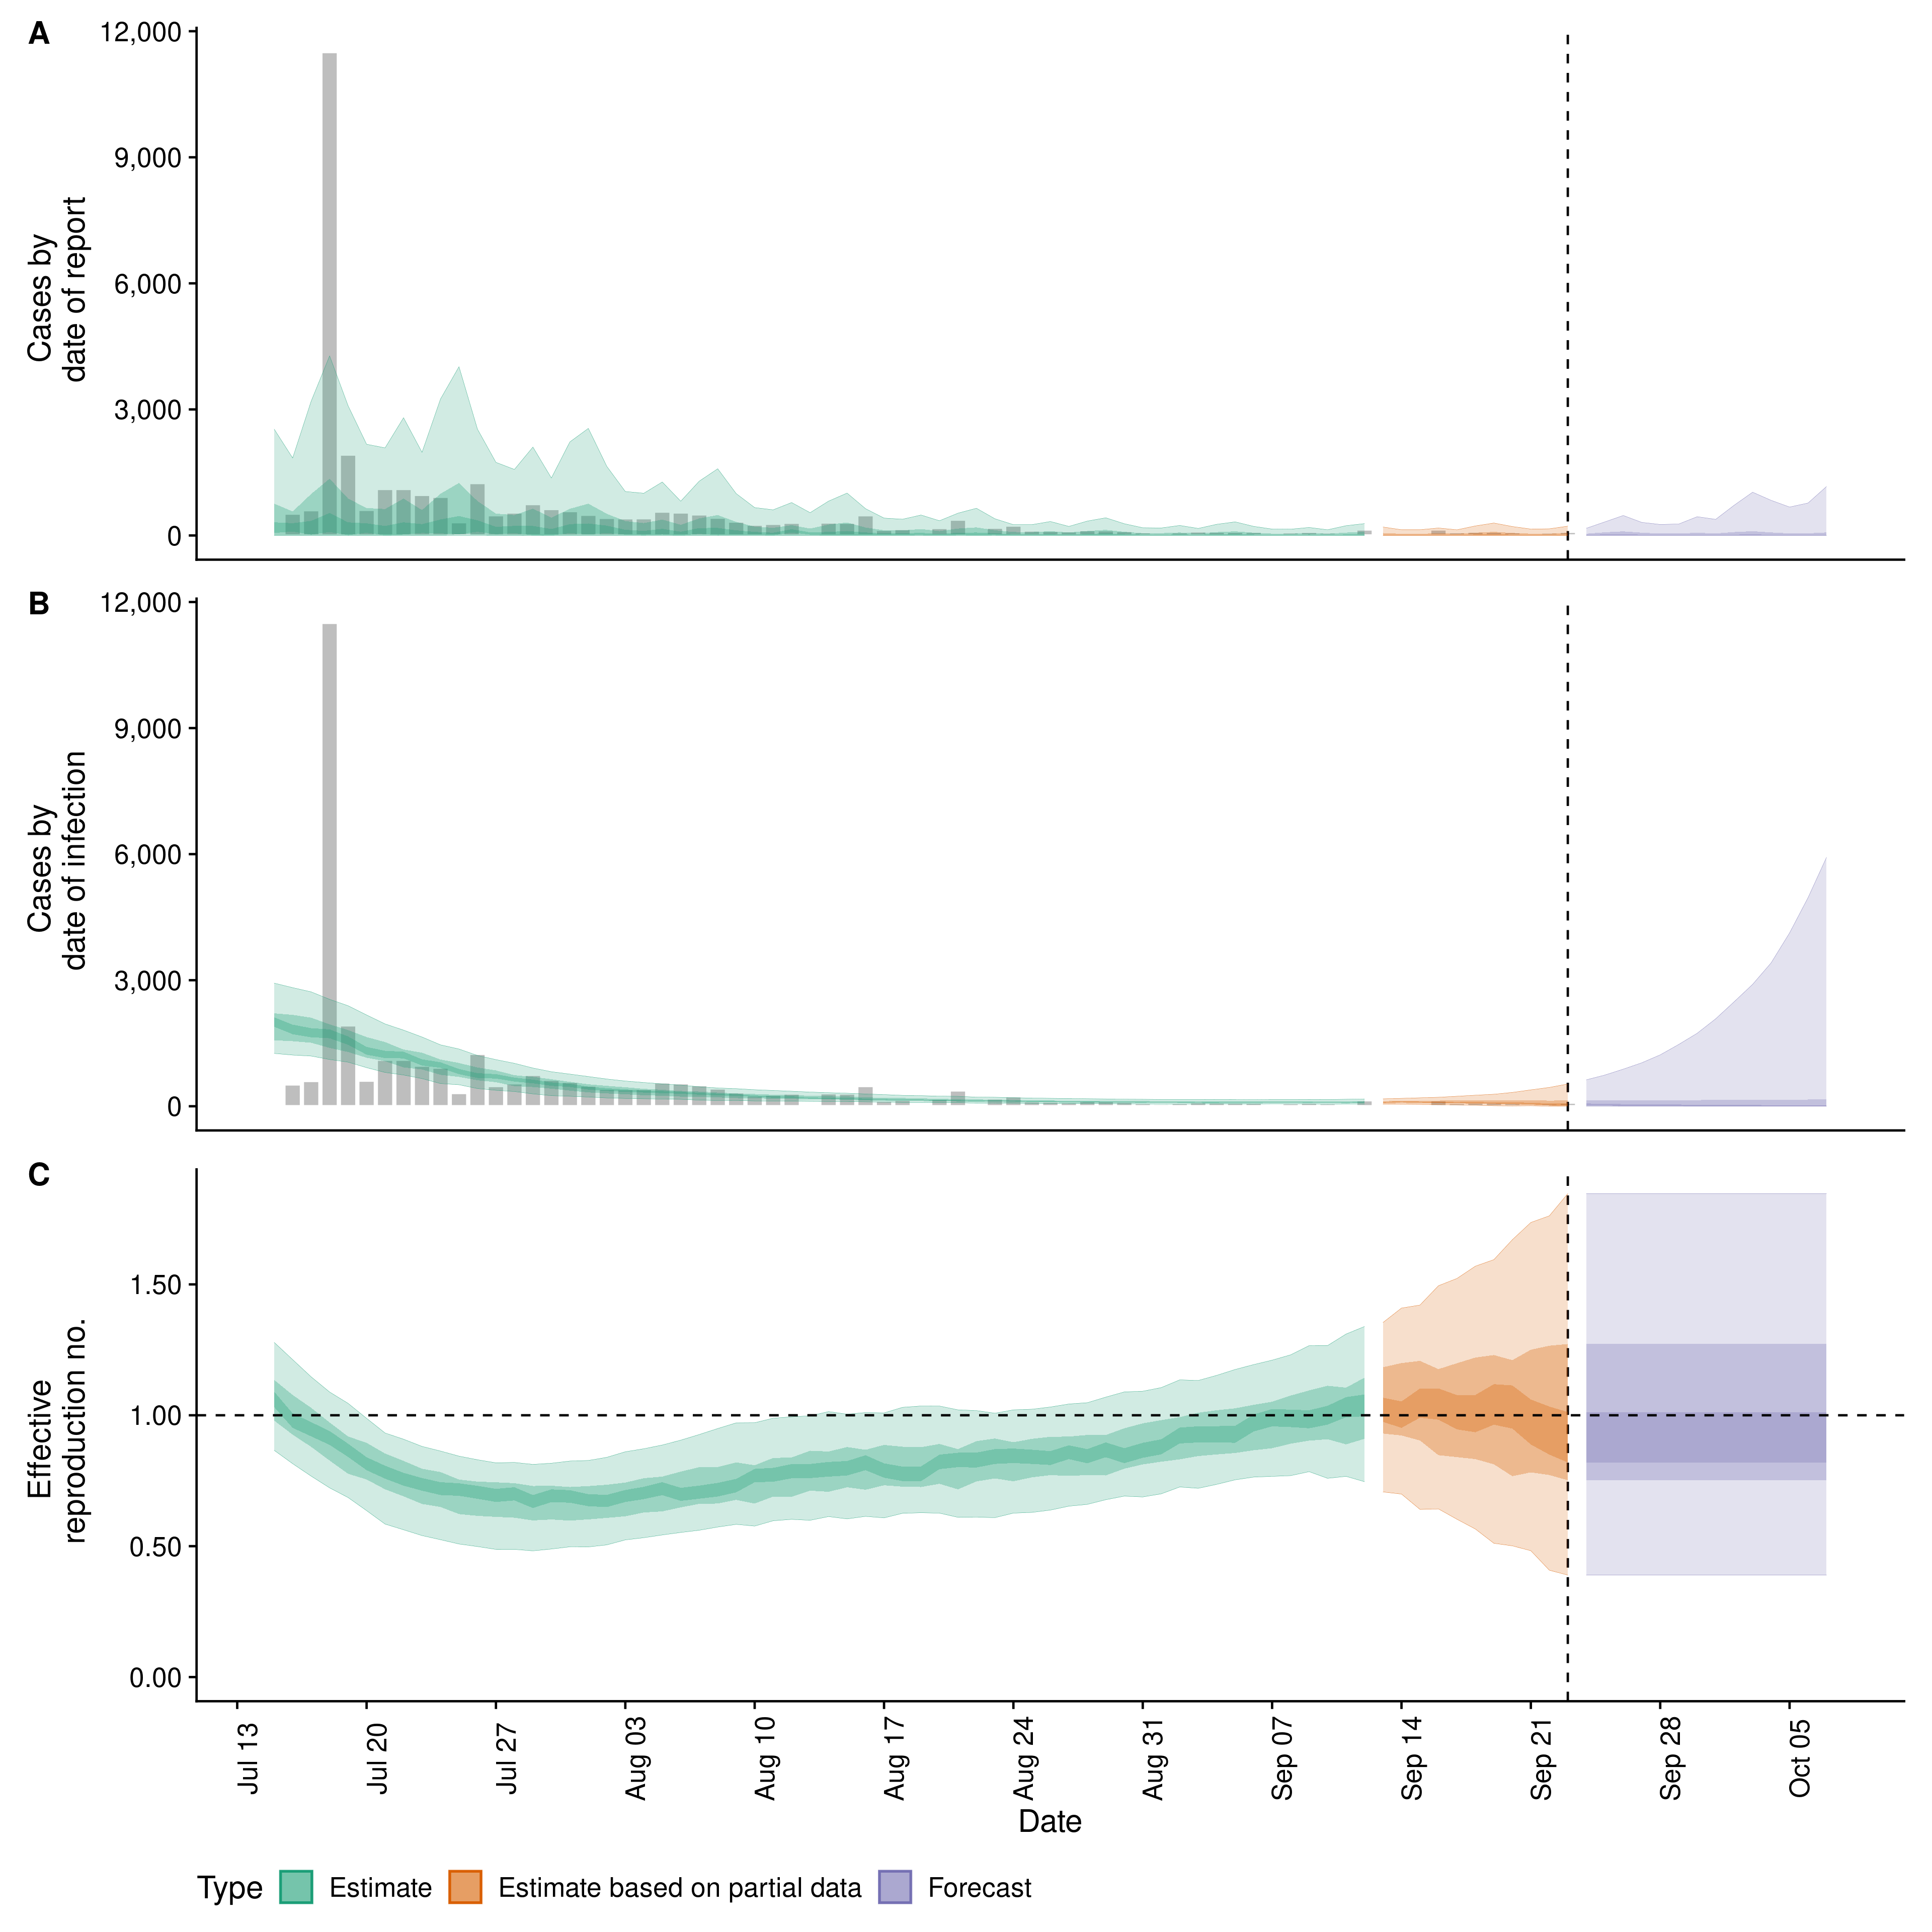 A
12,000
9,000
6,000
3,000
0
Cases by
date of report
B
12,000
9,000
6,000
3,000
0
Cases by
date of infection
C
1.50
1.00
0.50
0.00
Effective
reproduction no.
Jul 13
Jul 20
Jul 27
Aug 03
Aug 10
Aug 17
Aug 24
Aug 31
Sep 07
Sep 14
Sep 21
Sep 28
Oct 05
Date
Type Estimate Estimate based on partial data Forecast